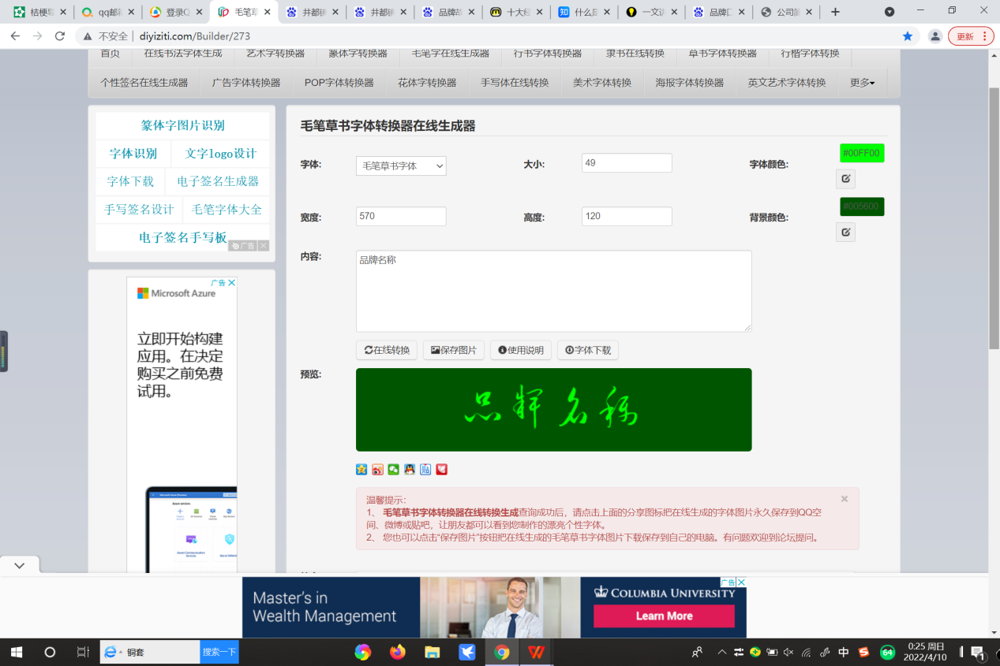 桔梗导
qq邮箱
登录Q
毛笔草
井都镇
井都镇
品牌故
十大经
什么是
一文读
品牌口
公司简
不安全 | diyiziti.com/Builder/273
更新
首页 在线书法字体生成 艺术字转换器 篆体字转换器 毛笔字在线生成器 行书字体转换器 隶书在线转换 草书字体转换器 行楷字体转换
个性签名在线生成器 广告字体转换器 POP字体转换器 花体字转换器 手写体在线转换 美术字体转换 海报字体转换器 英文艺术字体转换 更多
篆体字图片识别
字体识别 文字logo设计
字体下载 电子签名生成器
手写签名设计 毛笔字体大全
电子签名手写板
广告
广告
Microsoft Azure
立即开始构建
应用。在决定
购买之前免费
试用。
毛笔草书字体转换器在线生成器
字体: 毛笔草书字体 大小: 49 字体颜色: #00FF00
宽度: 570 高度: 120 背景颜色: #005600
内容: 品牌名称
在线转换 保存图片 使用说明 字体下载
预览:
品牌名称
温馨提示:
1、 毛笔草书字体转换器在线转换生成查询成功后，请点击上面的分享图标把在线生成的字体图片永久保存到QQ空
间、微博或贴吧，让朋友都可以看到您制作的漂亮个性字体。
2、 您也可以点击“保存图片”按钮把在线生成的毛笔草书字体图片下载保存到自己的电脑。有问题欢迎到论坛提问。
Master's in
Wealth Management
COLUMBIA UNIVERSITY
Learn More
广告
铜套 搜索一下
中
64
0:25 周日
2022/4/10
1